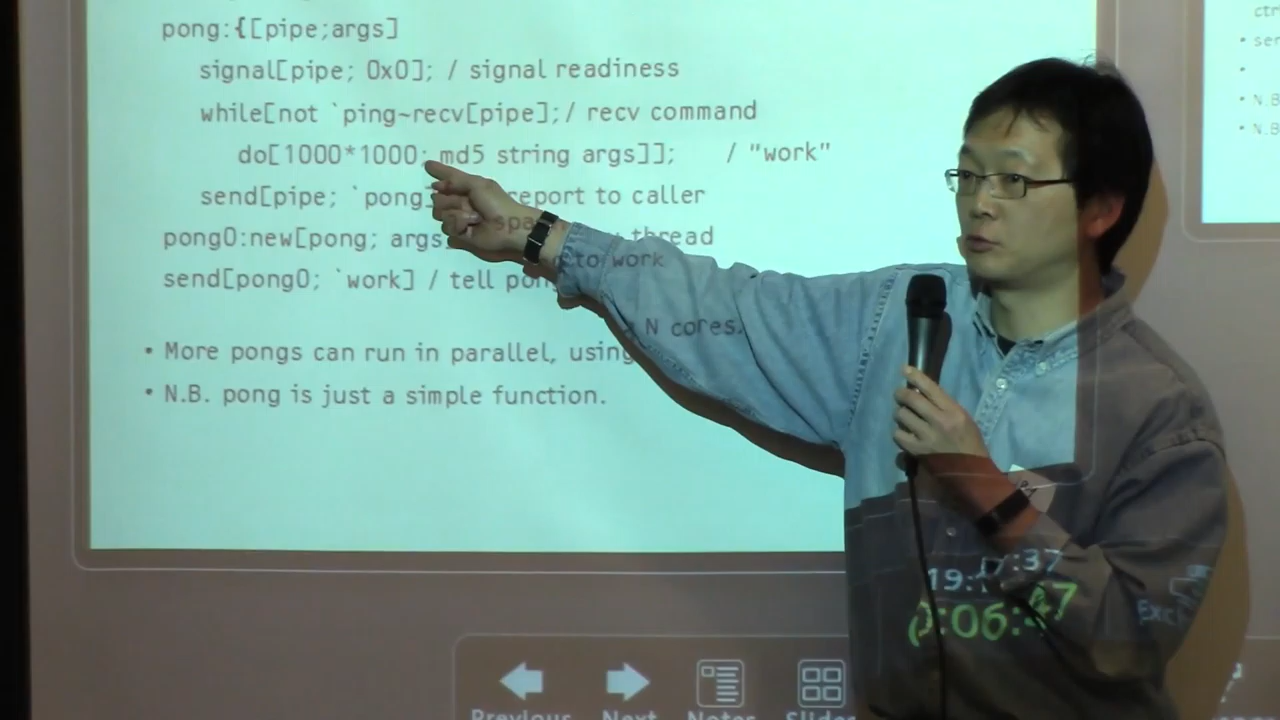 pong:{[pipe;args]
signal[pipe; 0x0]; / signal readiness
while[not `ping~recv[pipe];/ recv command
do[1000*1000; md5 string args]]; / "work"
send[pipe; `pong report to caller
pong0:new[pong; args thread
send[pong0; `work] / tell to work
More pongs can run in parallel, using N cores.
• N.B. pong is just a simple function.
• N.B
• N.B
Previous Next Notes Slides